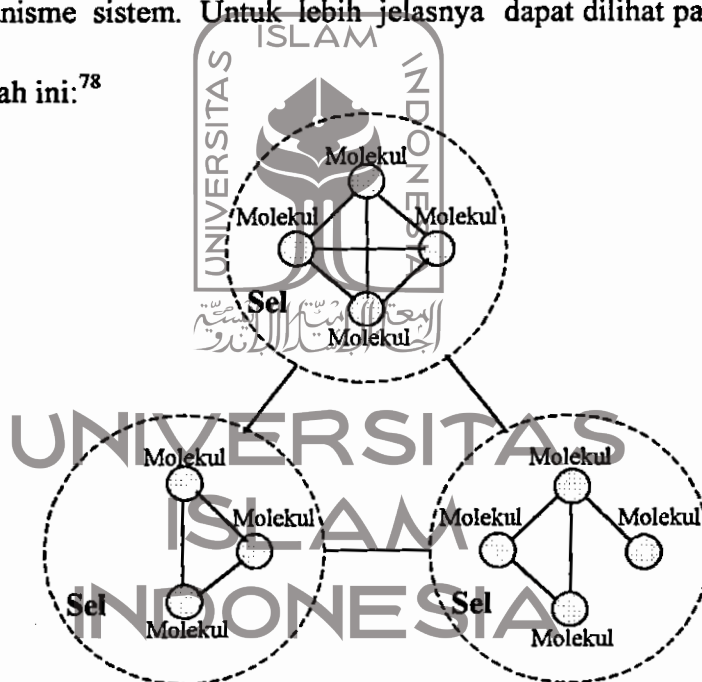 nisme sistem. Untuk lebih jelasnya dapat dilihat pa
ah ini:78
ISLAM
UNIVERSITAS
INDONESIA
Molekul
Molekul
Molekul
Sel
Molekul
UNIVERSITAS
ISLAM
INDONESIA
Molekul
Molekul
Sel
Molekul
Molekul
Molekul
Molekul
Sel
Molekul